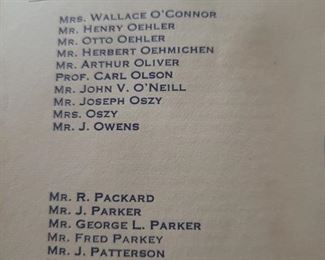 Mrs. Wallace O'Connor
Mr. Henry Oehler
Mr. Otto Oehler
Mr. Herbert Oehmichen
Mr. Arthur Oliver
Prof. Carl Olson
Mr. John V. O'Neill
Mr. Joseph Oszy
Mrs. Oszy
Mr. J. Owens
Mr. R. Packard
Mr. J. Parker
Mr. George L. Parker
Mr. Fred Parkey
Mr. J. Patterson